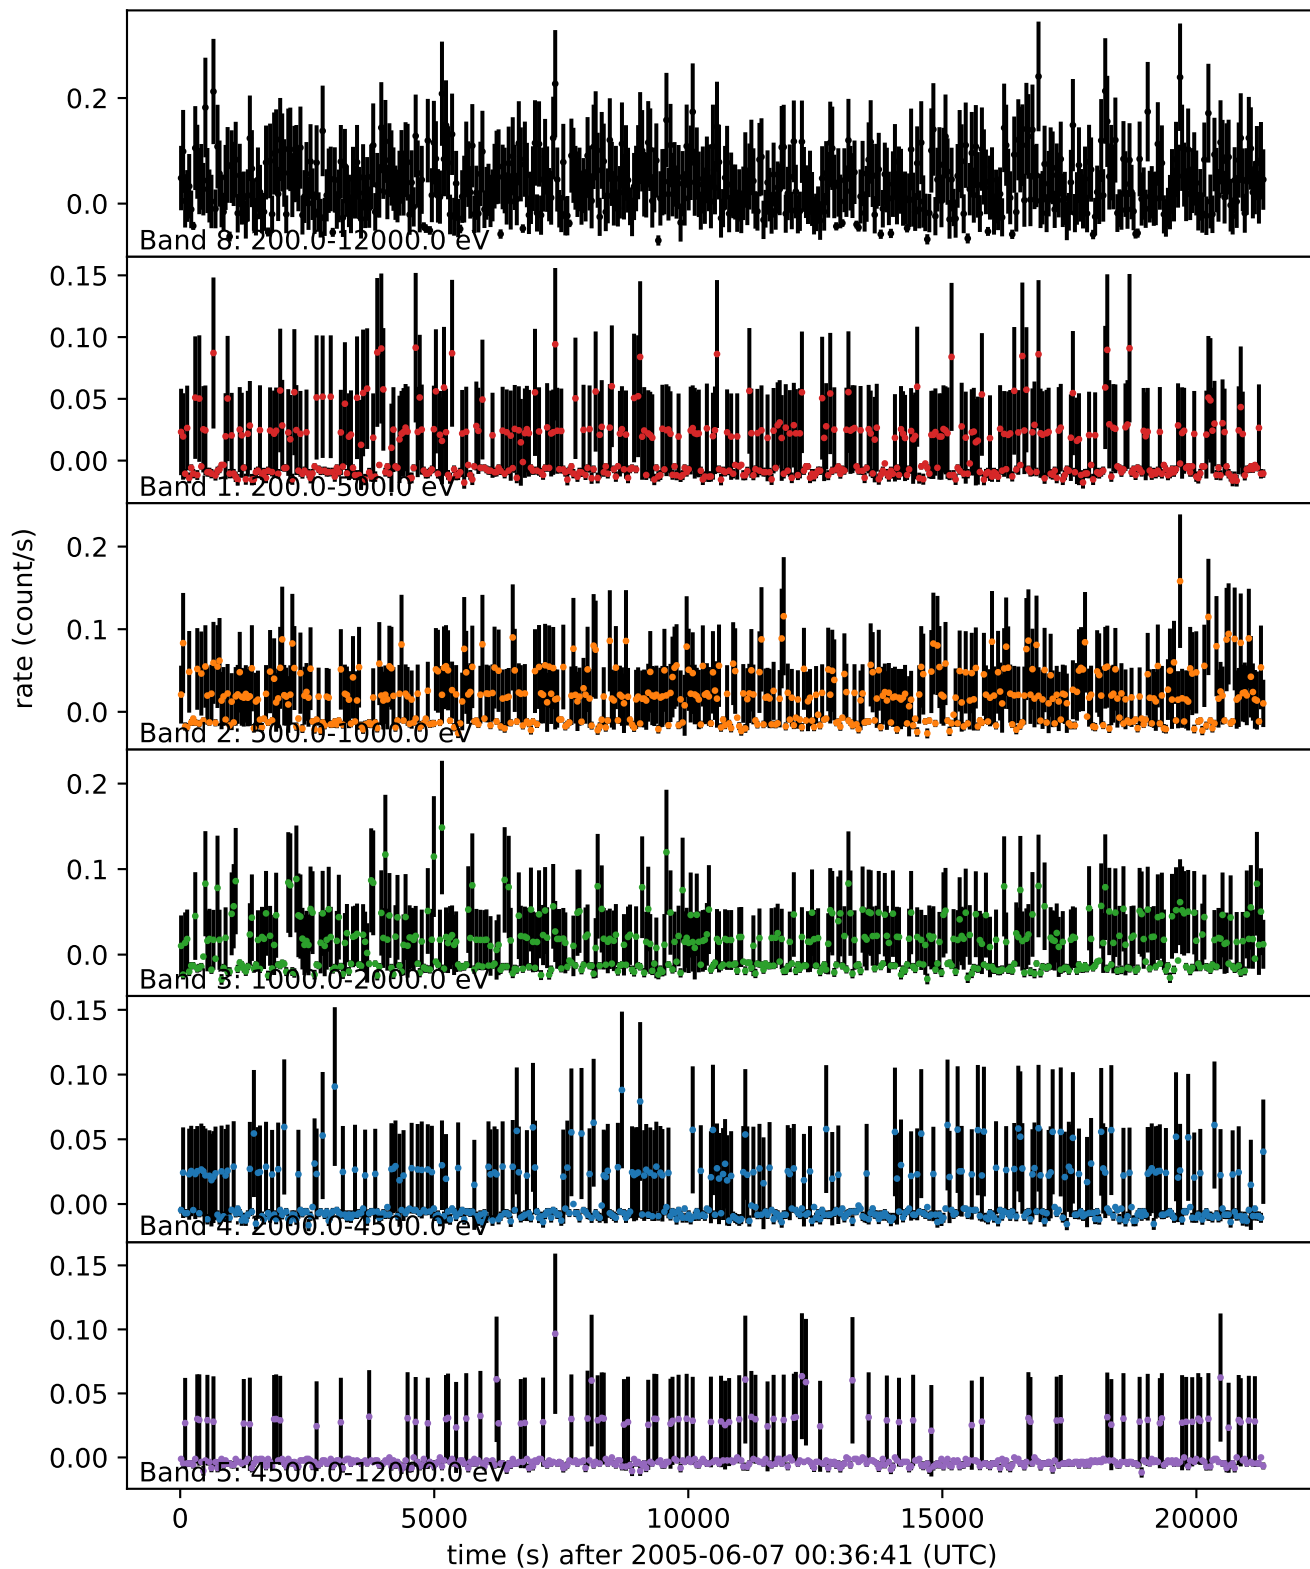 0.2
0.0
Band 8: 200.0-12000.0 eV
0.15
0.10
0.05
0.00
Band 1: 200.0-500.0 eV
0.2
0.1
0.0
Band 2: 500.0-1000.0 eV
rate (count/s)
0.2
0.1
0.0
Band 3: 1000.0-2000.0 eV
0.15
0.10
0.05
0.00
Band 4: 2000.0-4500.0 eV
0.15
0.10
0.05
0.00
Band 5: 4500.0-12000.0 eV
0 5000 10000 15000 20000
time (s) after 2005-06-07 00:36:41 (UTC)